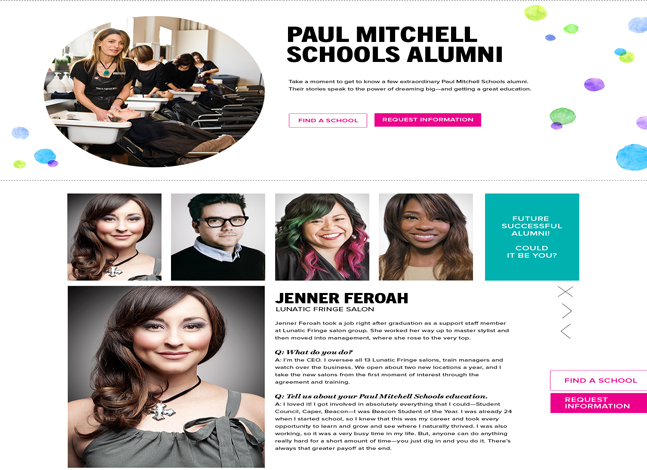 PAUL MITCHELL
SCHOOLS ALUMNI
Take a moment to get to know a few extraordinary Paul Mitchell Schools alumni.
Their stories speak to the power of dreaming big—and getting a great education.
FIND A SCHOOL
REQUEST INFORMATION
FUTURE
SUCCESSFUL
ALUMNI!
COULD
IT BE YOU?
JENNER FEROAH
LUNATIC FRINGE SALON
Jenner Feroah took a job right after graduation as a support staff member
at Lunatic Fringe salon group. She worked her way up to master stylist and
then moved into management, where she rose to the very top.
Q: What do you do?
A: I'm the CEO. I oversee all 13 Lunatic Fringe salons, train managers and
watch over the business. We open about two new locations a year, and I
take the new salons from the first moment of interest through the
agreement and training.
Q: Tell us about your Paul Mitchell Schools education.
A: I loved it! I got involved in absolutely everything that I could—Student
Council, Caper, Beacon—I was Beacon Student of the Year. I was already 24
when I started school, so I knew that this was my career and took every
opportunity to learn and grow and see where I naturally thrived. I was also
working, so it was a very busy time in my life. But, anyone can do anything
really hard for a short amount of time—you just dig in and you do it. There's
always that greater payoff at the end.
FIND A SCHOOL
REQUEST
INFORMATION